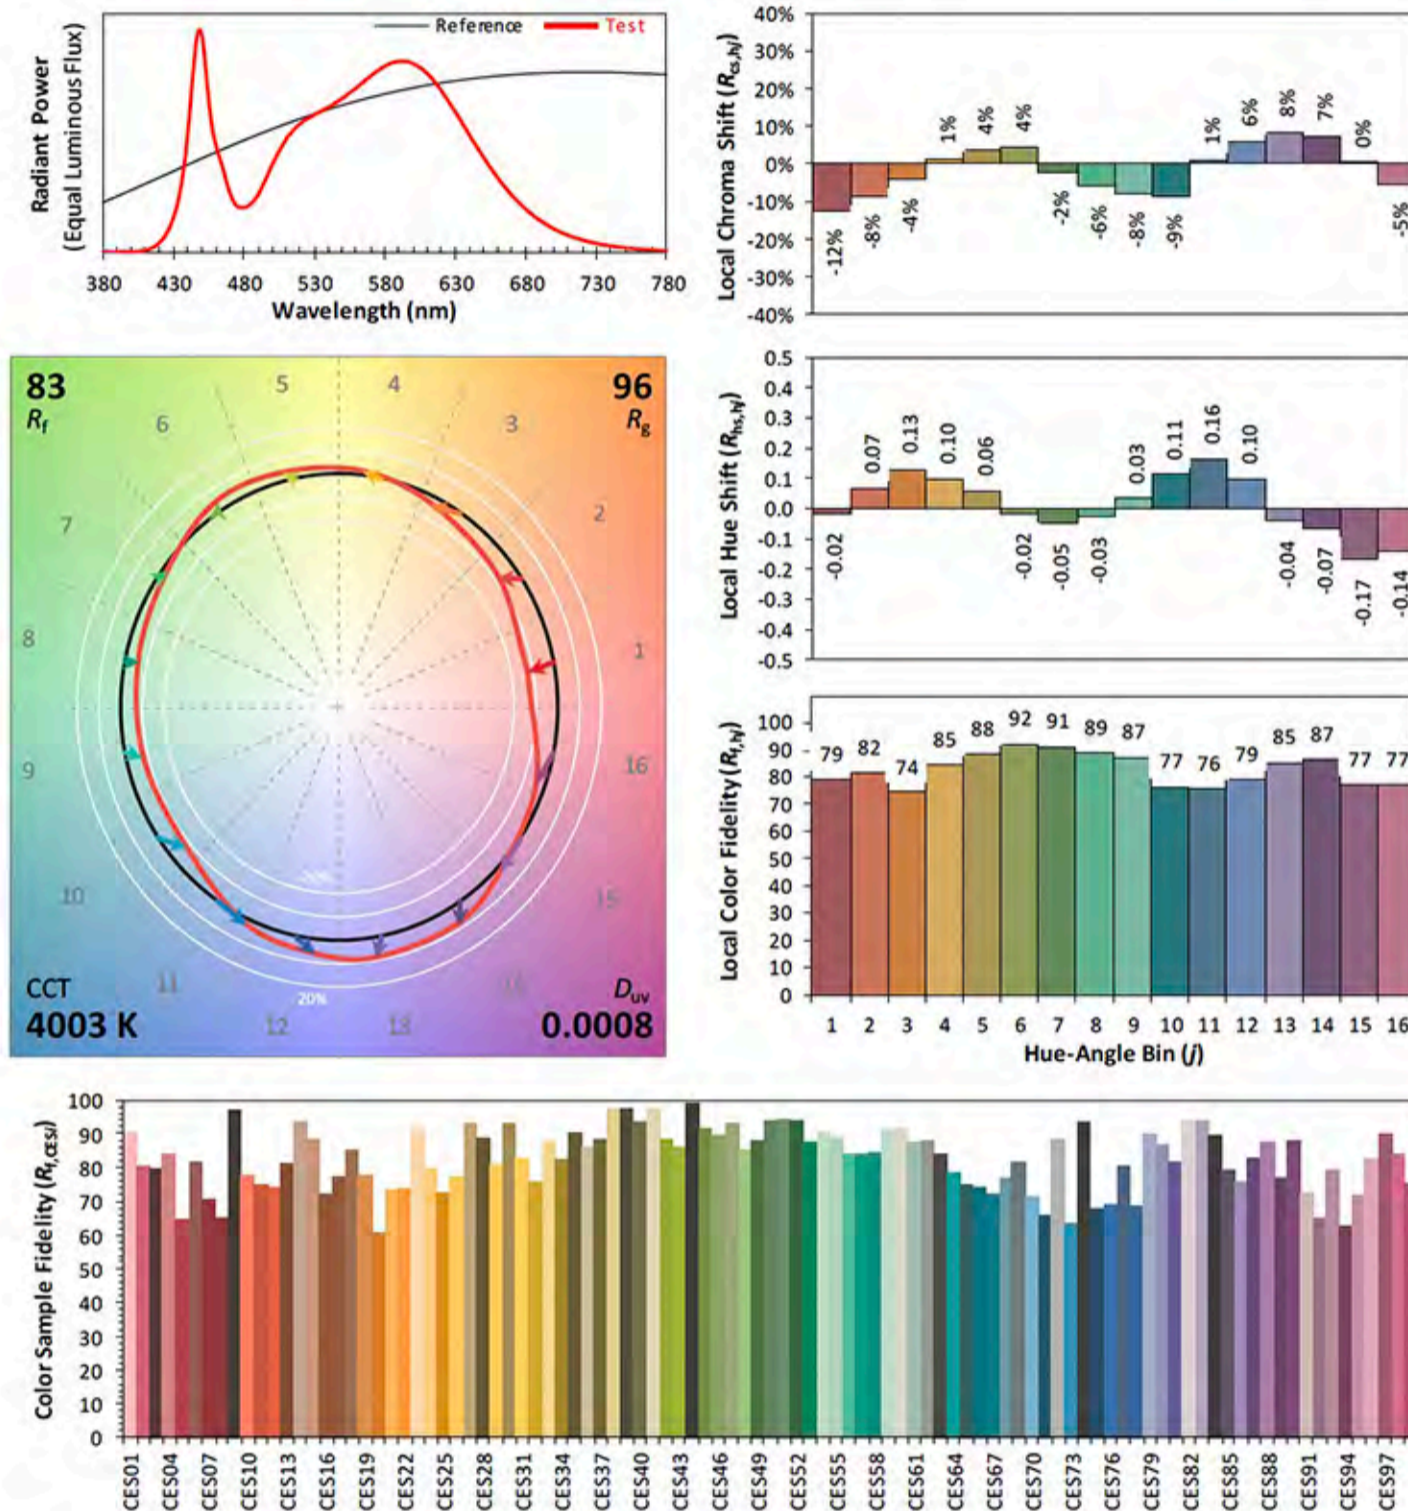 Radiant Power
(Equal Luminous Flux)
Reference
Test
380 430 480 530 580 630 680 730 780
Wavelength (nm)
Local Chroma Shift (Rcs,hj)
40%
30%
20%
10%
0%
-10%
-20%
-30%
-40%
-12% -8% -4% 1% 4% 4% -2% -6% -8% -9% 1% 6% 8% 7% 0% -5%
83
Rf
96
Rg
5 4
6 3
7 2
8 1
9 16
10 15
11
12 13
20%
CCT
4003 K
Duv
0.0008
Local Hue Shift (Rhs,hj)
0.5
0.4
0.3
0.2
0.1
0.0
-0.1
-0.2
-0.3
-0.4
-0.5
-0.02 0.07 0.13 0.10 0.06 -0.02 -0.05 -0.03 0.03 0.11 0.16 0.10 -0.04 -0.07 -0.17 -0.14
Local Color Fidelity (Rf,hj)
100
90
80
70
60
50
40
30
20
10
0
79 82 74 85 88 92 91 89 87 77 76 79 85 87 77 77
1 2 3 4 5 6 7 8 9 10 11 12 13 14 15 16
Hue-Angle Bin (j)
Color Sample Fidelity (Rf,CESi)
100
90
80
70
60
50
40
30
20
10
0
CES01 CES04 CES07 CES10 CES13 CES16 CES19 CES22 CES25 CES28 CES31 CES34 CES37 CES40 CES43 CES46 CES49 CES52 CES55 CES58 CES61 CES64 CES67 CES70 CES73 CES76 CES79 CES82 CES85 CES88 CES91 CES94 CES97